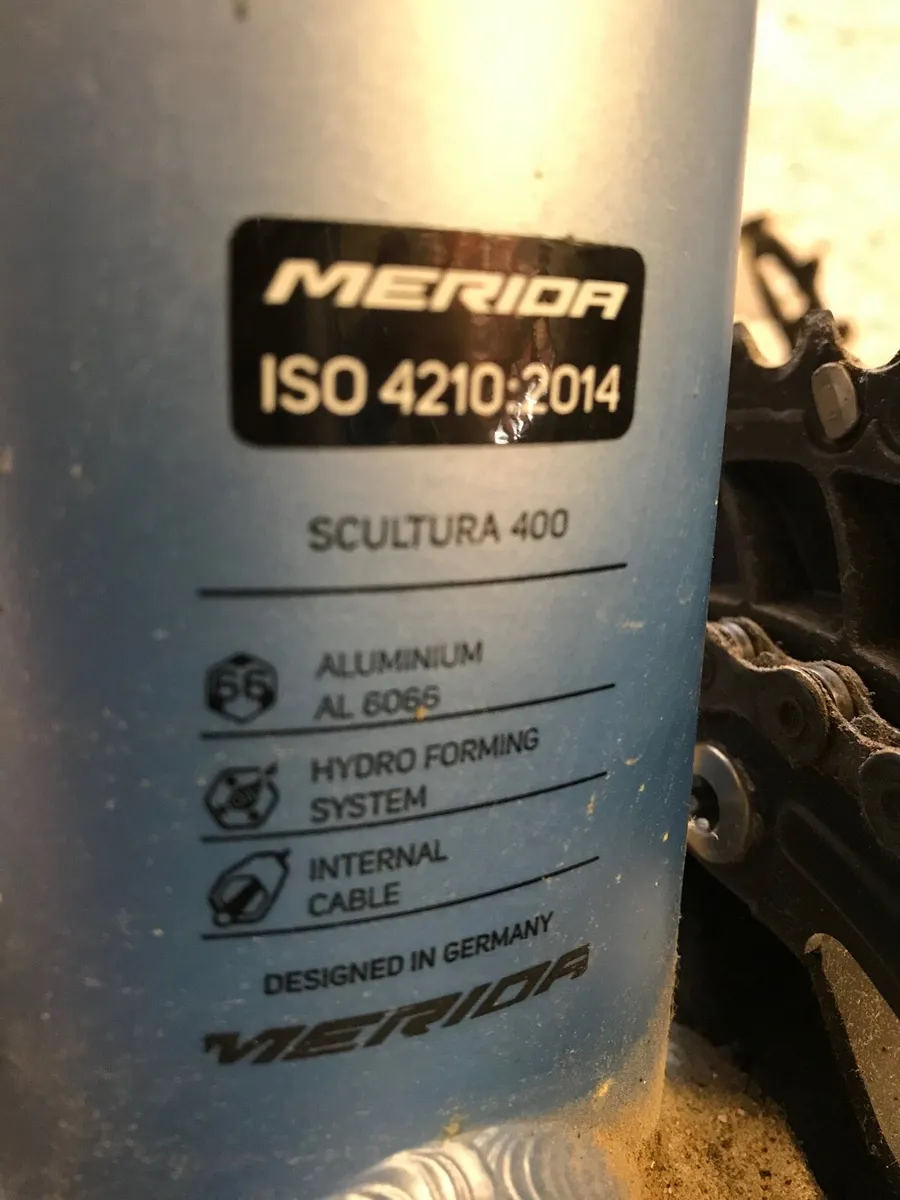 MERIDA
ISO 4210:2014
SCULTURA 400
66
ALUMINIUM
AL 6066
HYDRO FORMING
SYSTEM
INTERNAL
CABLE
DESIGNED IN GERMANY
MERIDA